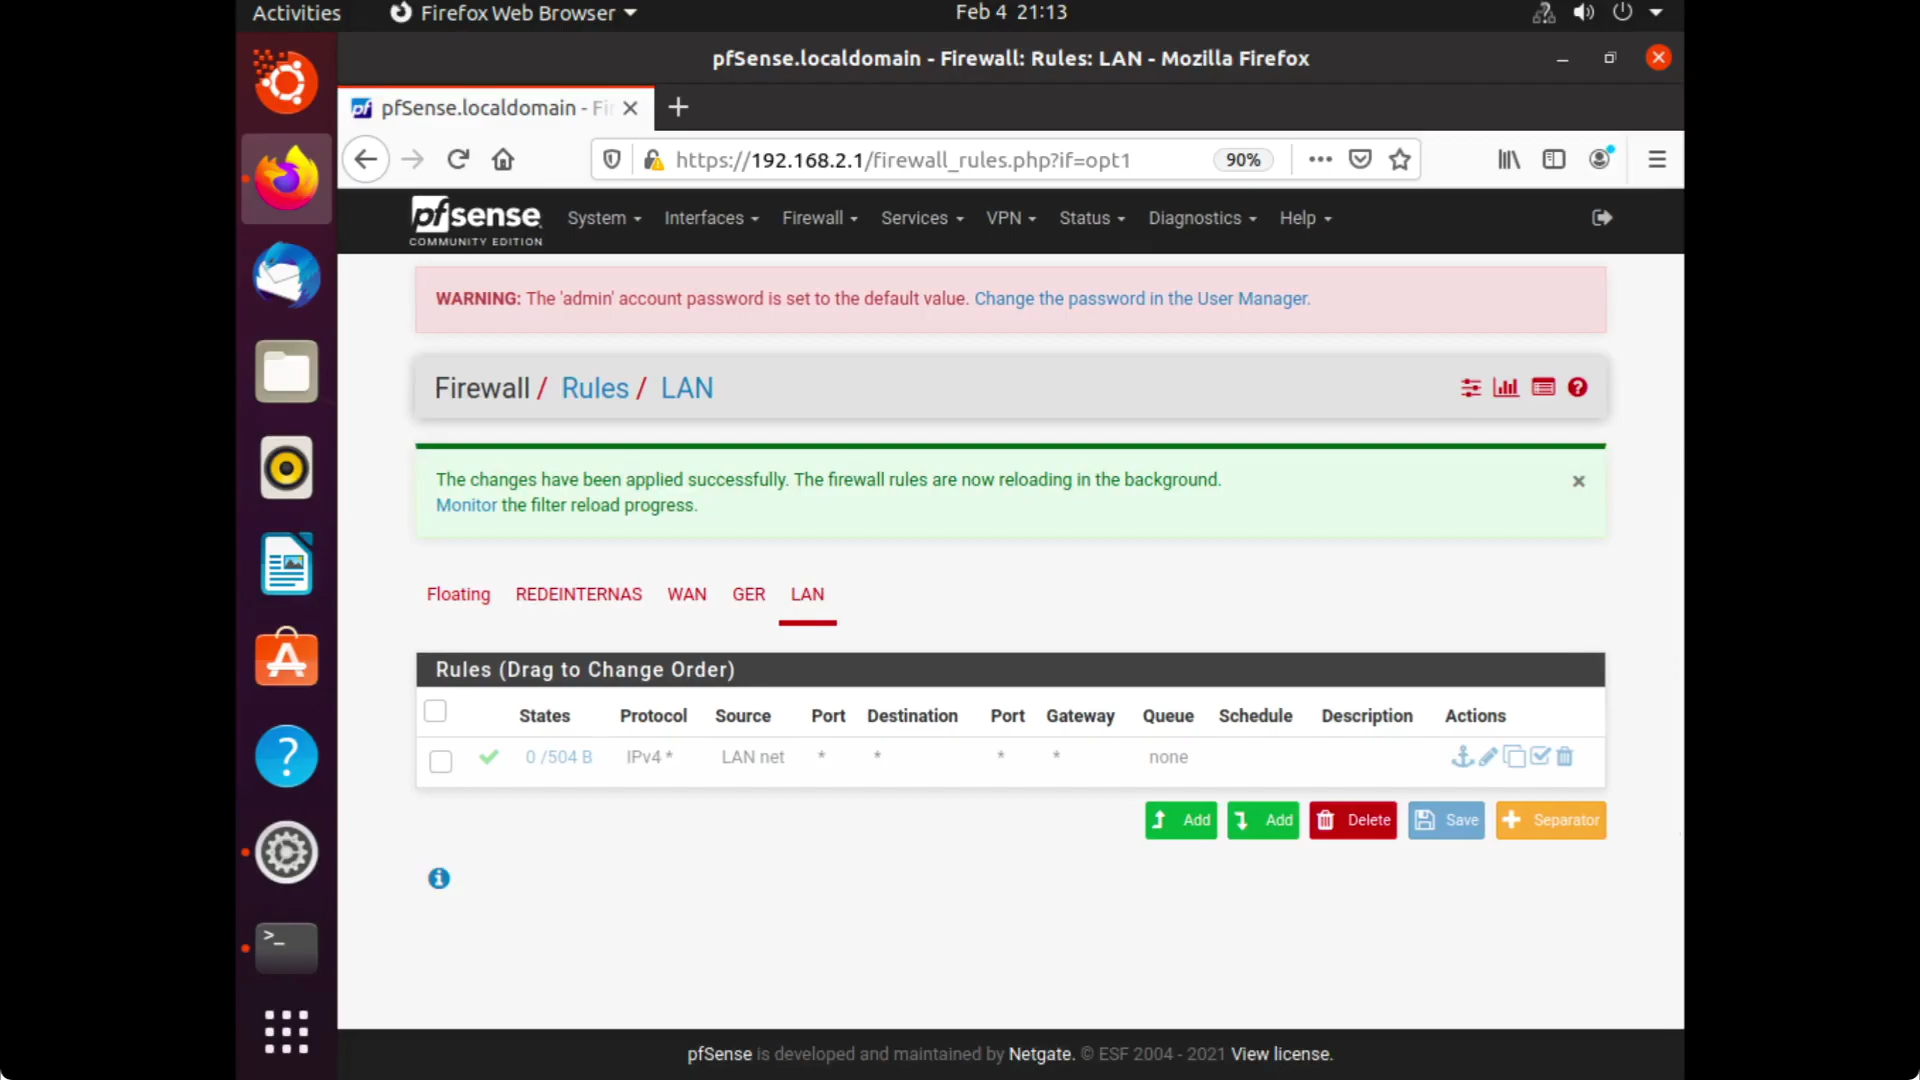 Activities
Firefox Web Browser
Feb 4 21:13
pfSense.localdomain - Firewall: Rules: LAN - Mozilla Firefox
pfSense.localdomain - Fi
https://192.168.2.1/firewall_rules.php?if=opt1
90%
pfsense
COMMUNITY EDITION
System
Interfaces
Firewall
Services
VPN
Status
Diagnostics
Help
WARNING: The 'admin' account password is set to the default value. Change the password in the User Manager.
Firewall / Rules / LAN
The changes have been applied successfully. The firewall rules are now reloading in the background.
Monitor the filter reload progress.
Floating REDEINTERNAS WAN GER LAN
Rules (Drag to Change Order)
States Protocol Source Port Destination Port Gateway Queue Schedule Description Actions
0 /504 B IPv4 * LAN net * * * * none
Add Add Delete Save Separator
pfSense is developed and maintained by Netgate. © ESF 2004 - 2021 View license.